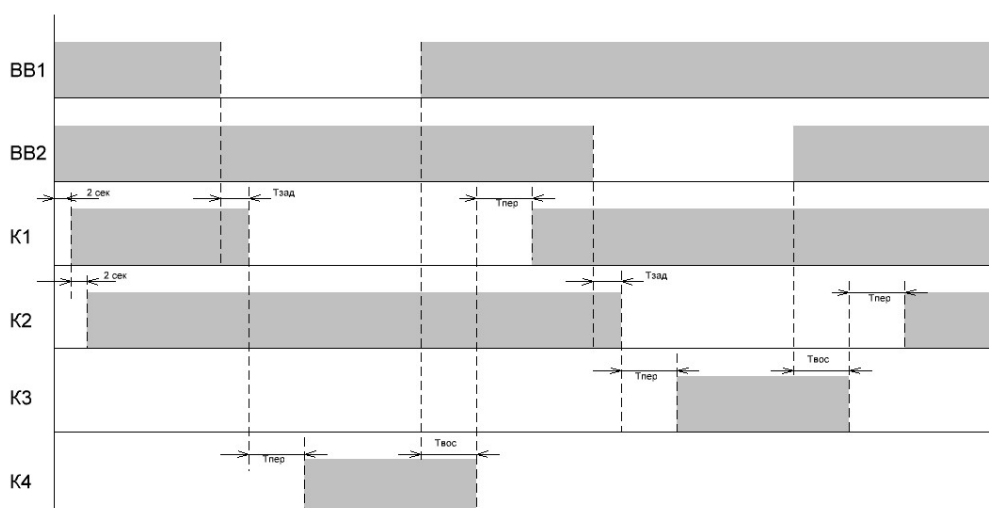 ВВ1
ВВ2
2 сек
Тзад
Тпер
К1
2 сек
Тзад
Тпер
К2
Тпер
Твос
К3
Тпер
Твос
К4